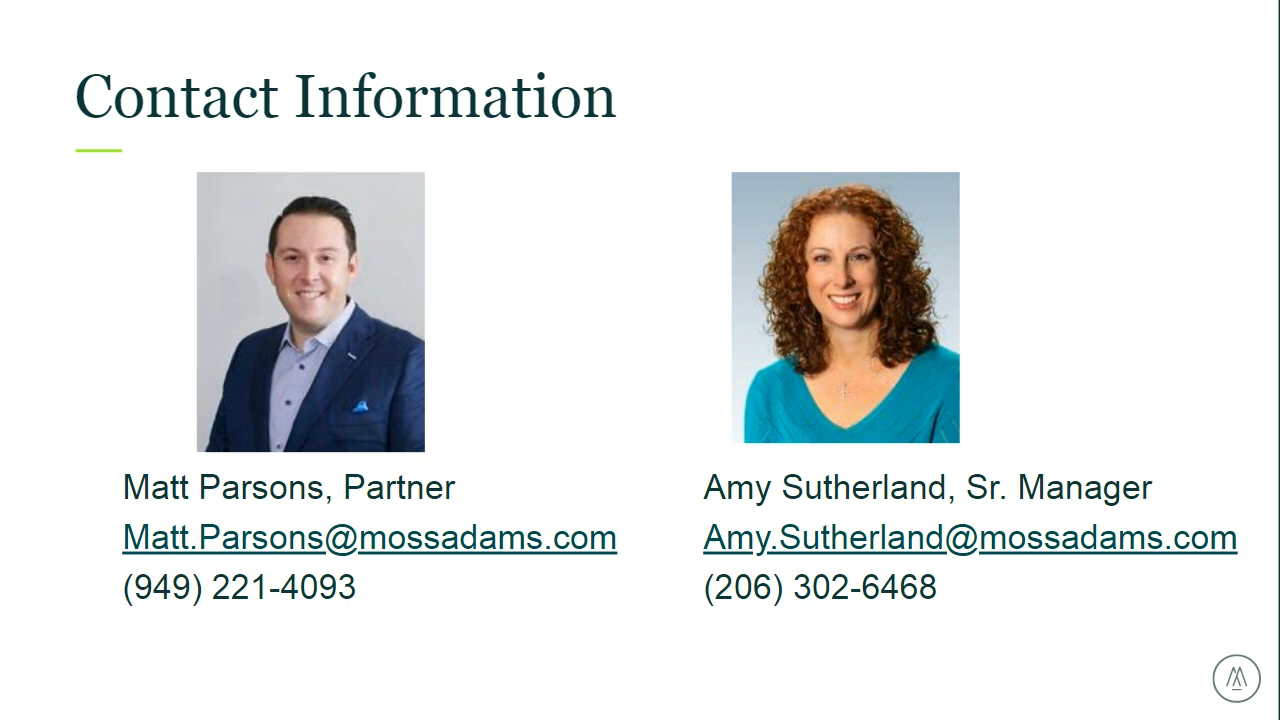 Contact Information
Matt Parsons, Partner
Matt.Parsons@mossadams.com
(949) 221-4093
Amy Sutherland, Sr. Manager
Amy.Sutherland@mossadams.com
(206) 302-6468